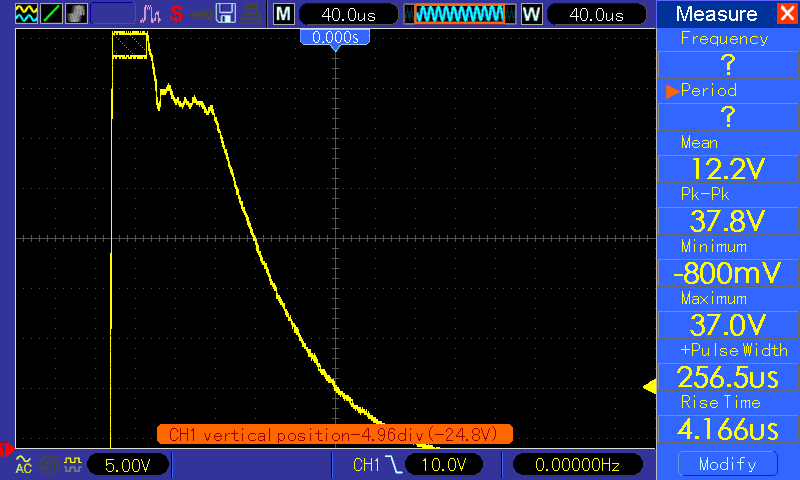 S M 40.0us W 40.0us Measure
0.000s
Frequency
?
Period
?
Mean
12.2V
Pk-Pk
37.8V
Minimum
-800mV
Maximum
37.0V
+Pulse Width
256.5us
Rise Time
4.166us
CH1 vertical position-4.96div(-24.8V)
AC 5.00V CH1 10.0V 0.00000Hz Modify